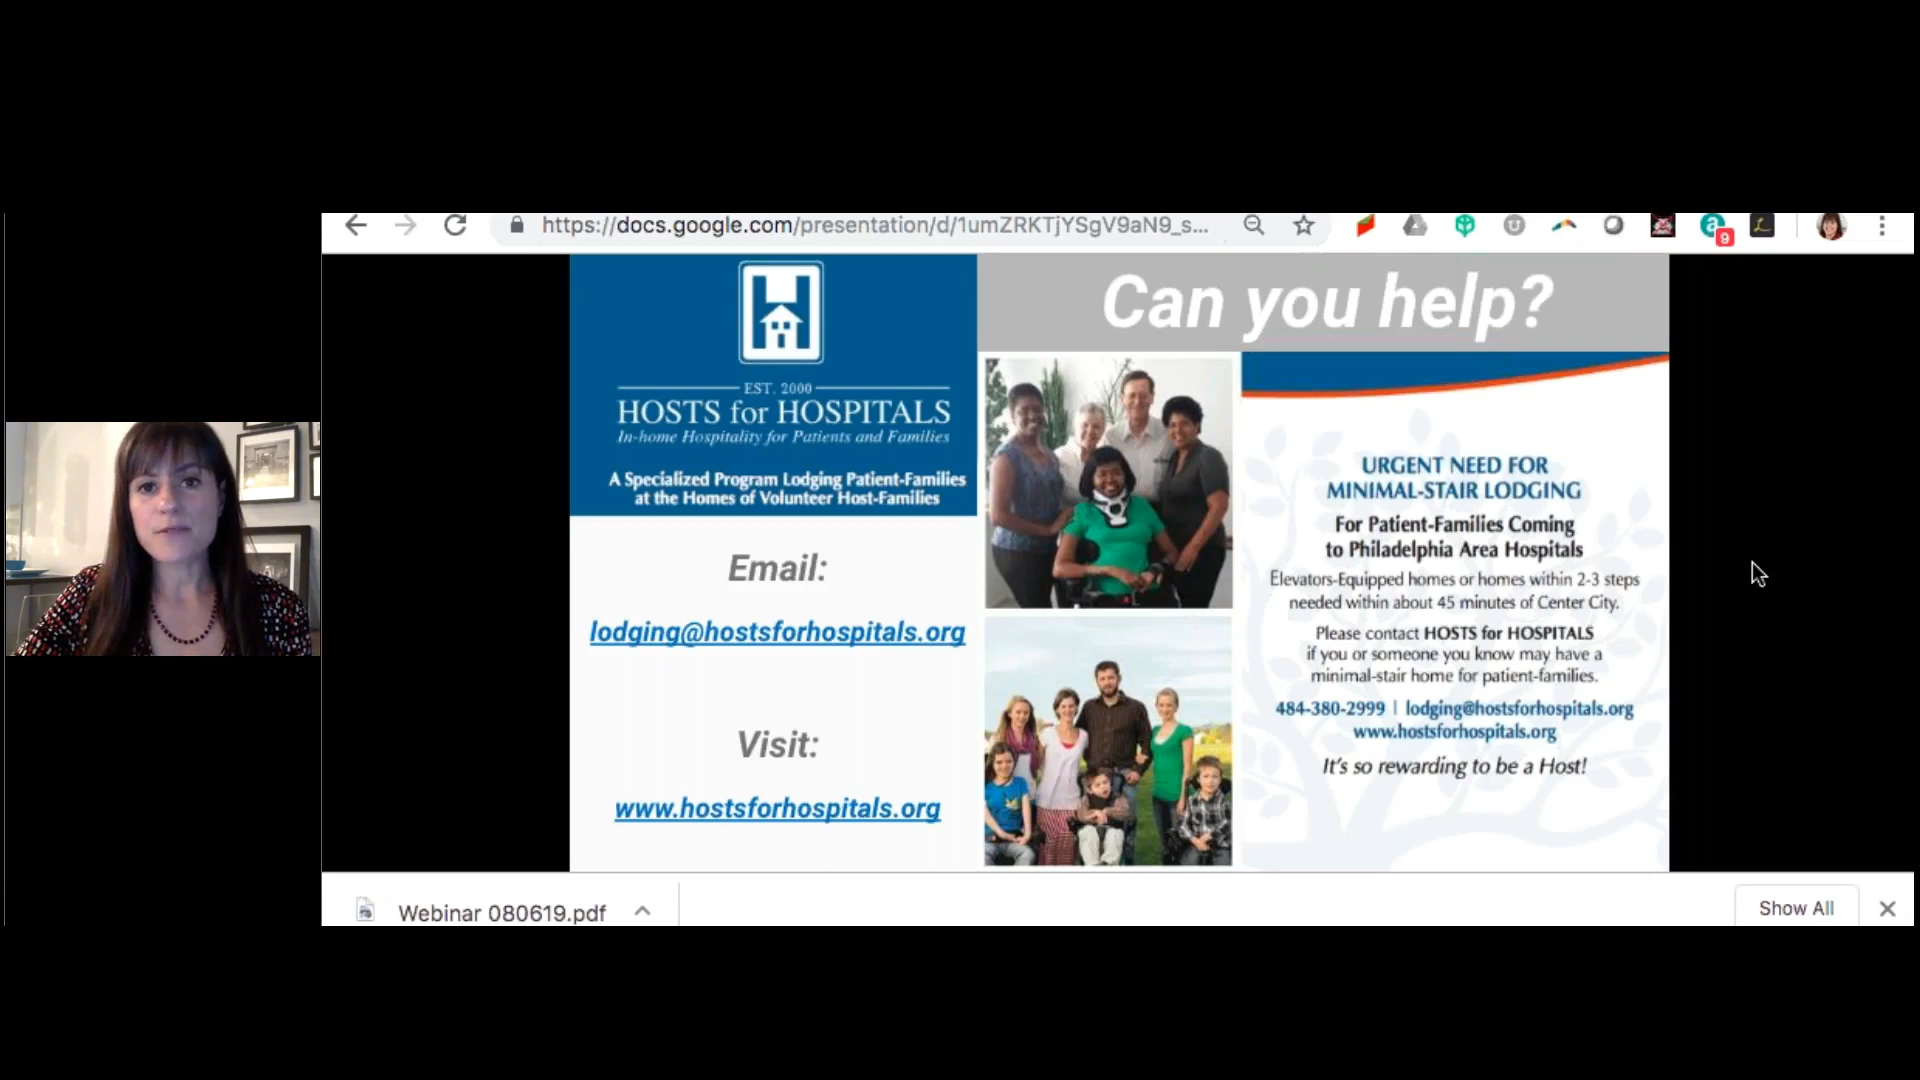 https://docs.google.com/presentation/d/1umZRKTjYSgV9aN9_s...
9
Can you help?
EST. 2000
HOSTS for HOSPITALS
In-home Hospitality for Patients and Families
A Specialized Program Lodging Patient-Families
at the Homes of Volunteer Host-Families
Email:
lodging@hostsforhospitals.org
Visit:
www.hostsforhospitals.org
URGENT NEED FOR
MINIMAL-STAIR LODGING
For Patient-Families Coming
to Philadelphia Area Hospitals
Elevators-Equipped homes or homes within 2-3 steps
needed within about 45 minutes of Center City.
Please contact HOSTS for HOSPITALS
if you or someone you know may have a
minimal-stair home for patient-families.
484-380-2999 | lodging@hostsforhospitals.org
www.hostsforhospitals.org
It's so rewarding to be a Host!
Webinar 080619.pdf
Show All